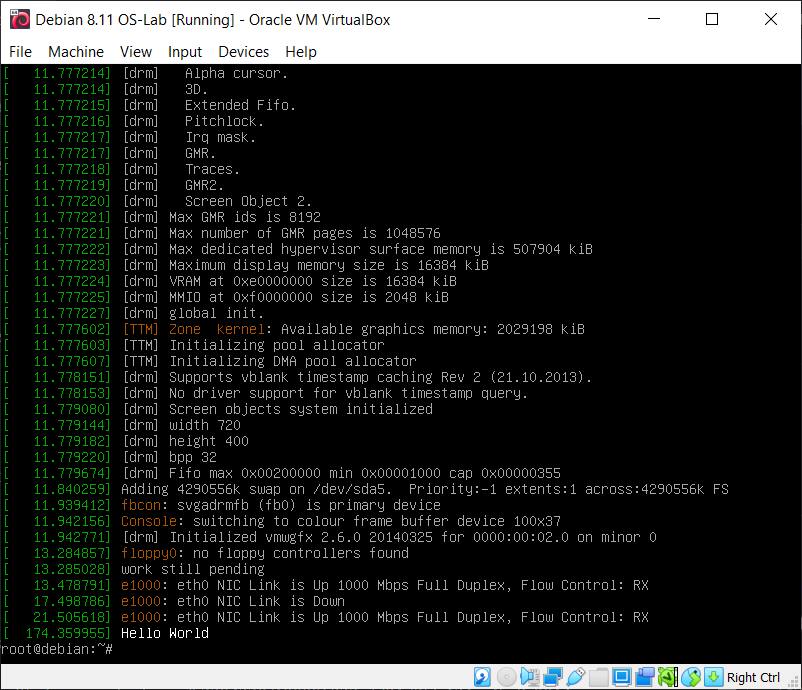 Debian 8.11 OS-Lab [Running] - Oracle VM VirtualBox
File Machine View Input Devices Help
[   11.777214] [drm]   Alpha cursor.
[   11.777214] [drm]   3D.
[   11.777215] [drm]   Extended Fifo.
[   11.777216] [drm]   Pitchlock.
[   11.777217] [drm]   Irq mask.
[   11.777217] [drm]   GMR.
[   11.777218] [drm]   Traces.
[   11.777219] [drm]   GMR2.
[   11.777220] [drm]   Screen Object 2.
[   11.777221] [drm] Max GMR ids is 8192
[   11.777221] [drm] Max number of GMR pages is 1048576
[   11.777222] [drm] Max dedicated hypervisor surface memory is 507904 kiB
[   11.777223] [drm] Maximum display memory size is 16384 kiB
[   11.777224] [drm] VRAM at 0xe0000000 size is 16384 kiB
[   11.777225] [drm] MMIO at 0xf0000000 size is 2048 kiB
[   11.777227] [drm] global init.
[   11.777602] [TTM] Zone  kernel: Available graphics memory: 2029198 kiB
[   11.777603] [TTM] Initializing pool allocator
[   11.777607] [TTM] Initializing DMA pool allocator
[   11.778151] [drm] Supports vblank timestamp caching Rev 2 (21.10.2013).
[   11.778153] [drm] No driver support for vblank timestamp query.
[   11.779080] [drm] Screen objects system initialized
[   11.779144] [drm] width 720
[   11.779182] [drm] height 400
[   11.779220] [drm] bpp 32
[   11.779674] [drm] Fifo max 0x00200000 min 0x00001000 cap 0x00000355
[   11.840259] Adding 4290556k swap on /dev/sda5.  Priority:-1 extents:1 across:4290556k FS
[   11.939412] fbcon: svgadrmfb (fb0) is primary device
[   11.942156] Console: switching to colour frame buffer device 100x37
[   11.942771] [drm] Initialized vmwgfx 2.6.0 20140325 for 0000:00:02.0 on minor 0
[   13.284857] floppy0: no floppy controllers found
[   13.285028] work still pending
[   13.478791] e1000: eth0 NIC Link is Up 1000 Mbps Full Duplex, Flow Control: RX
[   17.498786] e1000: eth0 NIC Link is Down
[   21.505618] e1000: eth0 NIC Link is Up 1000 Mbps Full Duplex, Flow Control: RX
[  174.359955] Hello World
root@debian:~#
Right Ctrl